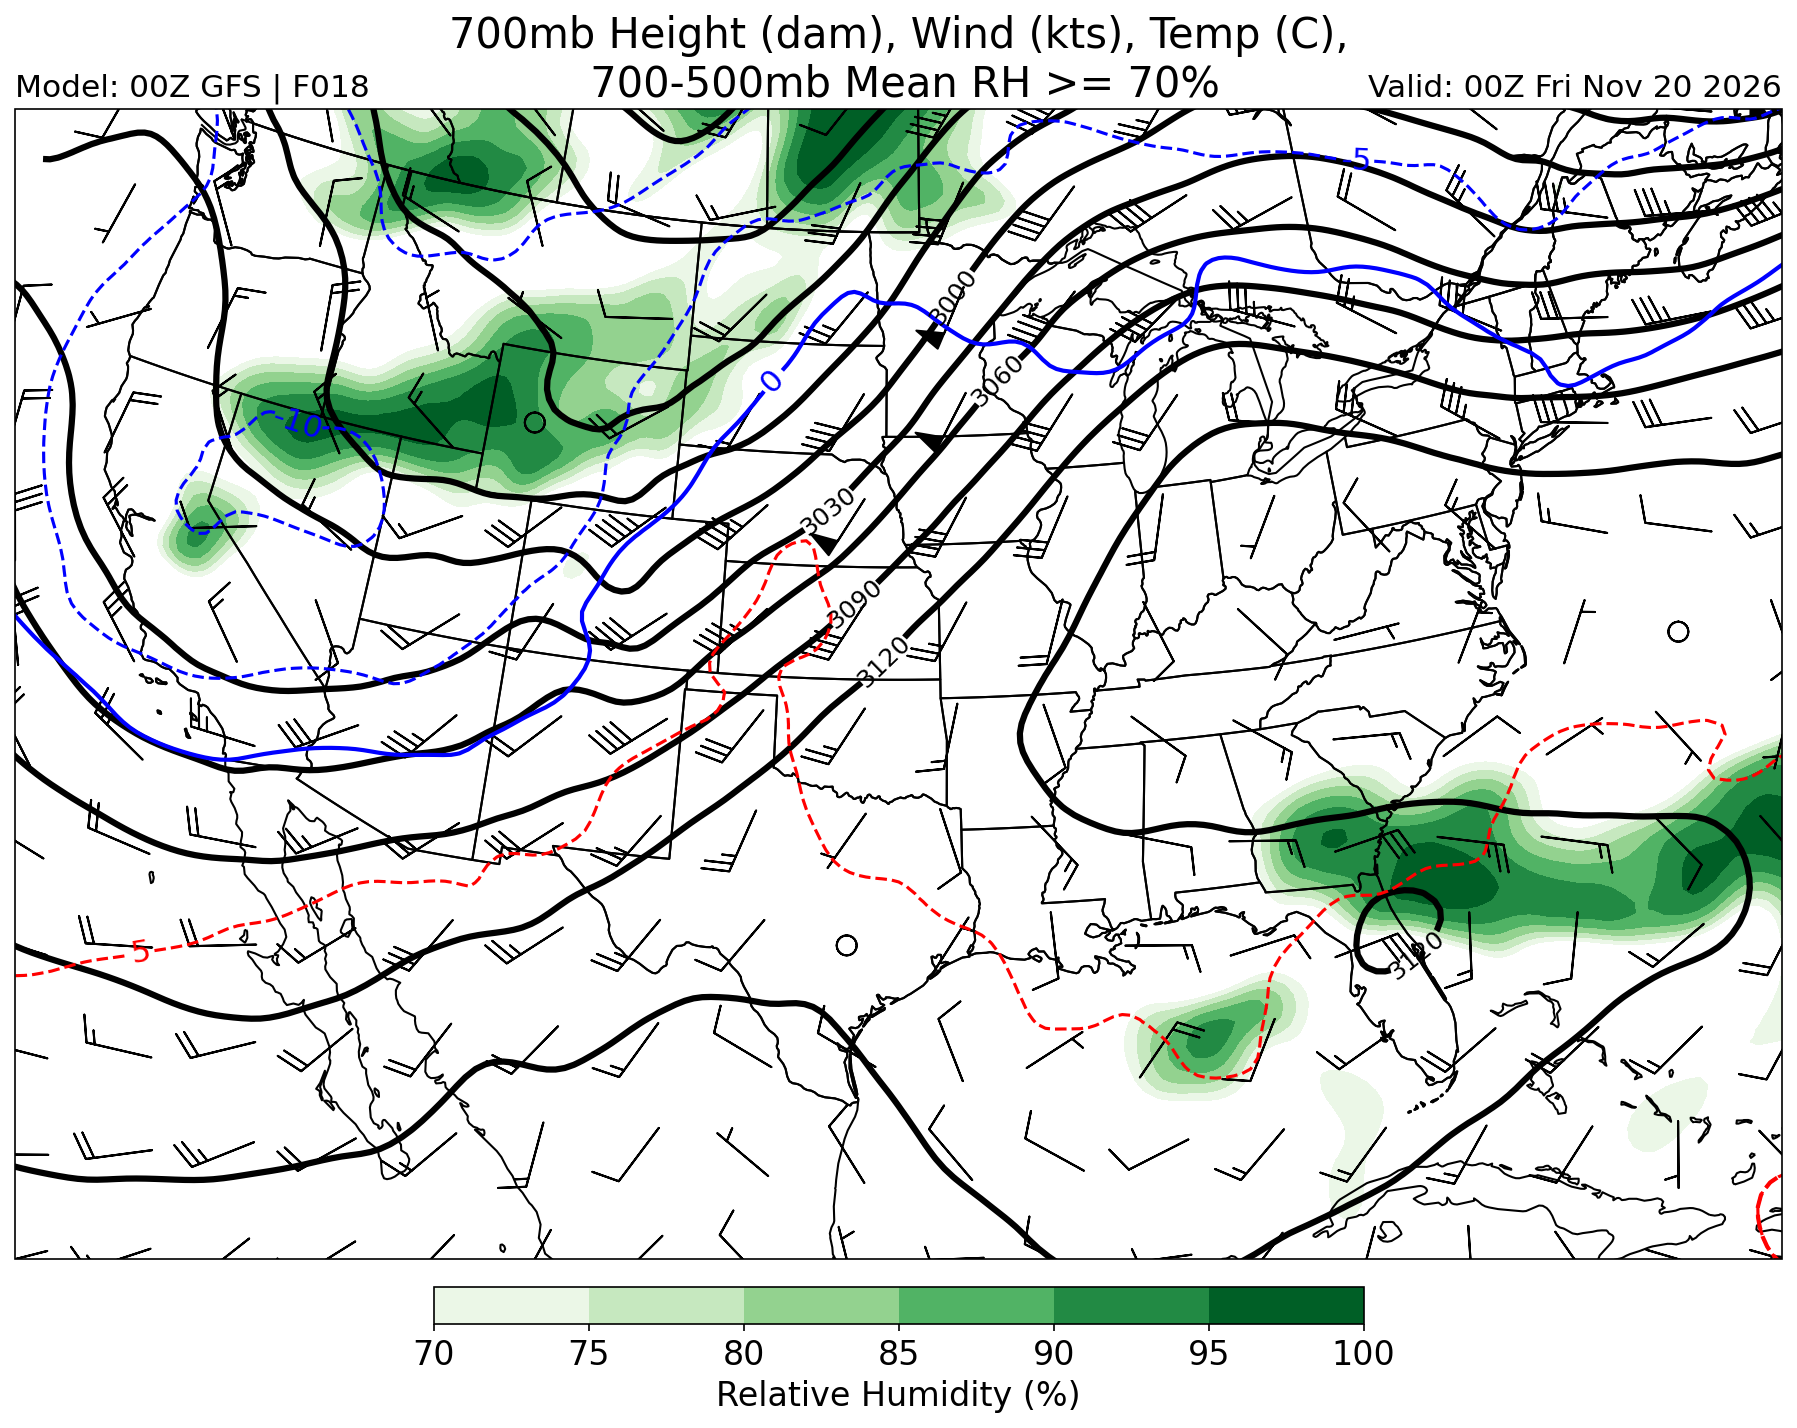 700mb Height (dam), Wind (kts), Temp (C),
Model: 00Z GFS | F018
700-500mb Mean RH >= 70%
Valid: 00Z Fri Nov 20 2026
5
3000
0
3060
10
3030
3090
3120
5
3120
70 75 80 85 90 95 100
Relative Humidity (%)